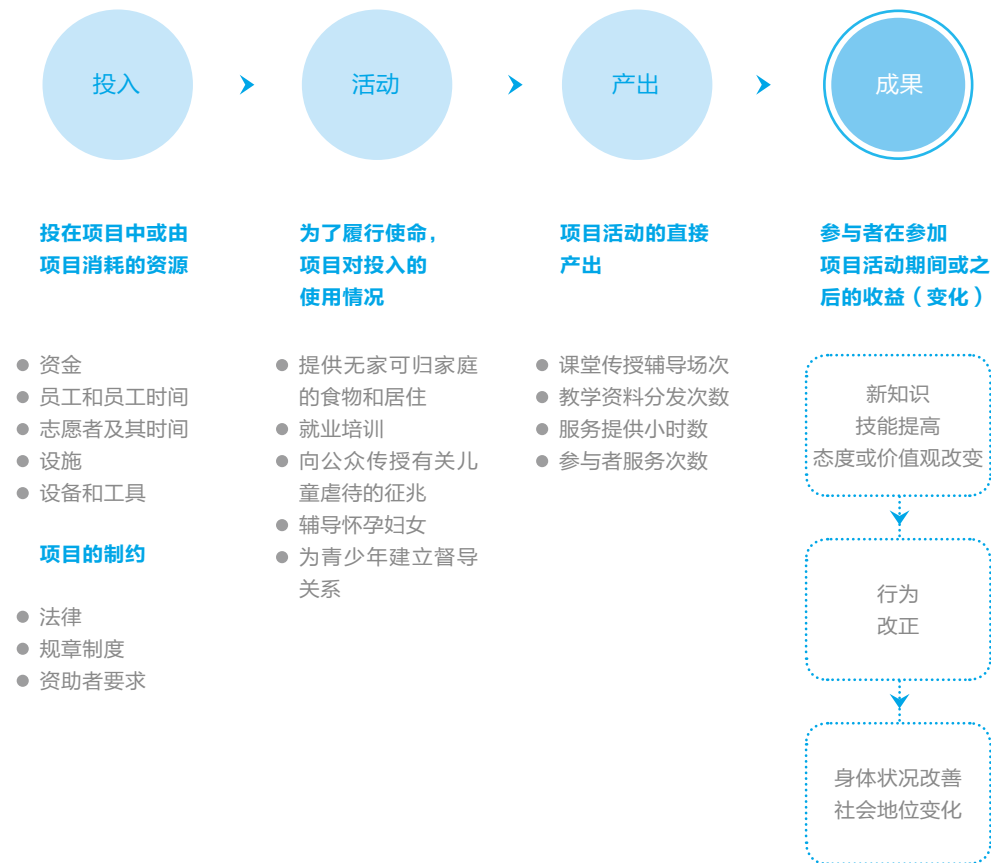 投入
活动
产出
成果
投在项目中或由
项目消耗的资源
资金
员工和员工时间
志愿者及其时间
设施
设备和工具
项目的制约
法律
规章制度
资助者要求
为了履行使命，
项目对投入的
使用情况
提供无家可归家庭
的食物和居住
就业培训
向公众传授有关儿
童虐待的征兆
辅导怀孕妇女
为青少年建立督导
关系
项目活动的直接
产出
课堂传授辅导场次
教学资料分发次数
服务提供小时数
参与者服务次数
参与者在参加
项目活动期间或之
后的收益（变化）
新知识
技能提高
态度或价值观改变
行为
改正
身体状况改善
社会地位变化